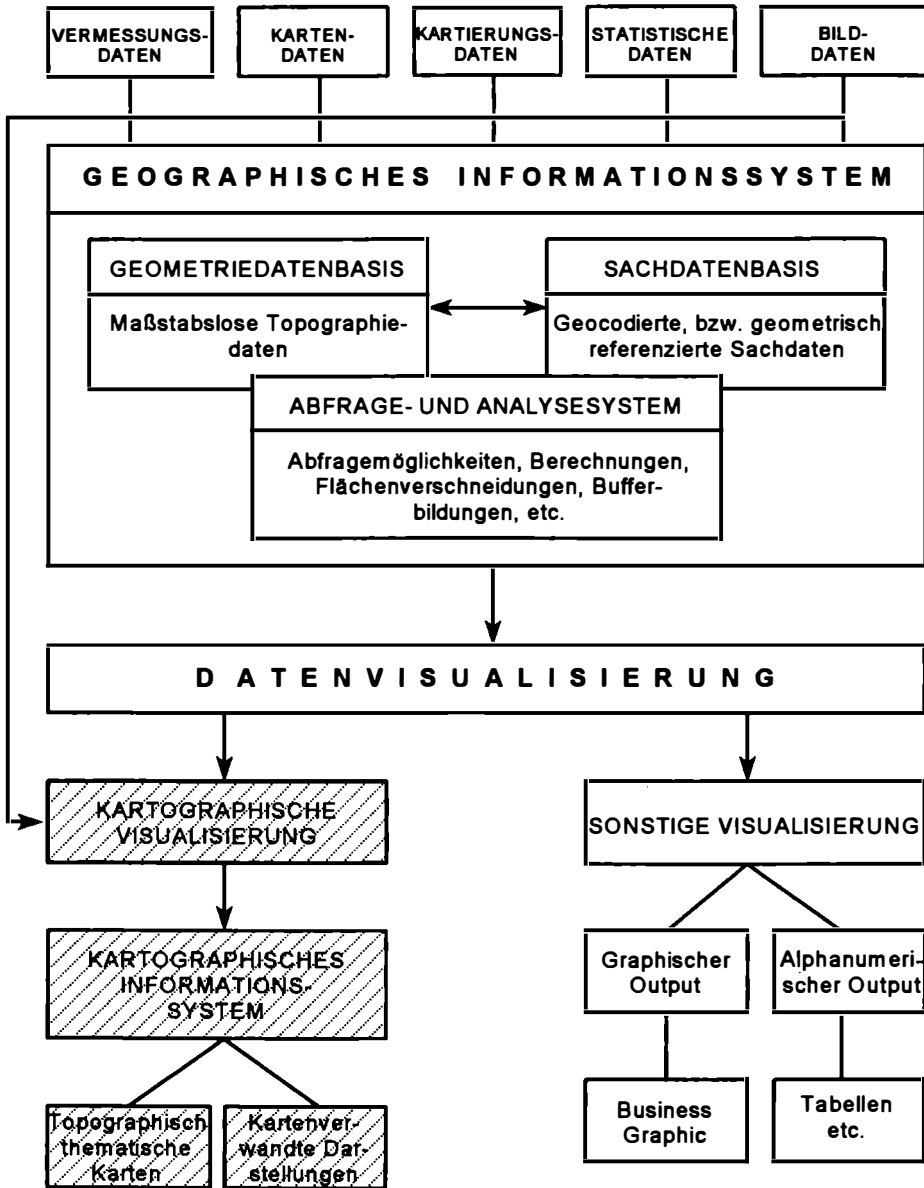 VERMESSUNGS-
DATEN
KARTEN-
DATEN
KARTIERUNGS-
DATEN
STATISTISCHE
DATEN
BILD-
DATEN
GEOGRAPHISCHES INFORMATIONSSYSTEM
GEOMETRIEDATENBASIS
Maßstabslose Topographie-
daten
SACHDATENBASIS
Geocodierte, bzw. geometrisch
referenzierte Sachdaten
ABFRAGE- UND ANALYSESYSTEM
Abfragemöglichkeiten, Berechnungen,
Flächenverschneidungen, Buffer-
bildungen, etc.
DATENVISUALISIERUNG
KARTOGRAPHISCHE
VISUALISIERUNG
SONSTIGE VISUALISIERUNG
KARTOGRAPHISCHES
INFORMATIONS-
SYSTEM
Graphischer
Output
Alphanumeri-
scher Output
Topographisch
thematische
Karten
Kartenver-
wandte Dar-
stellungen
Business
Graphic
Tabellen
etc.